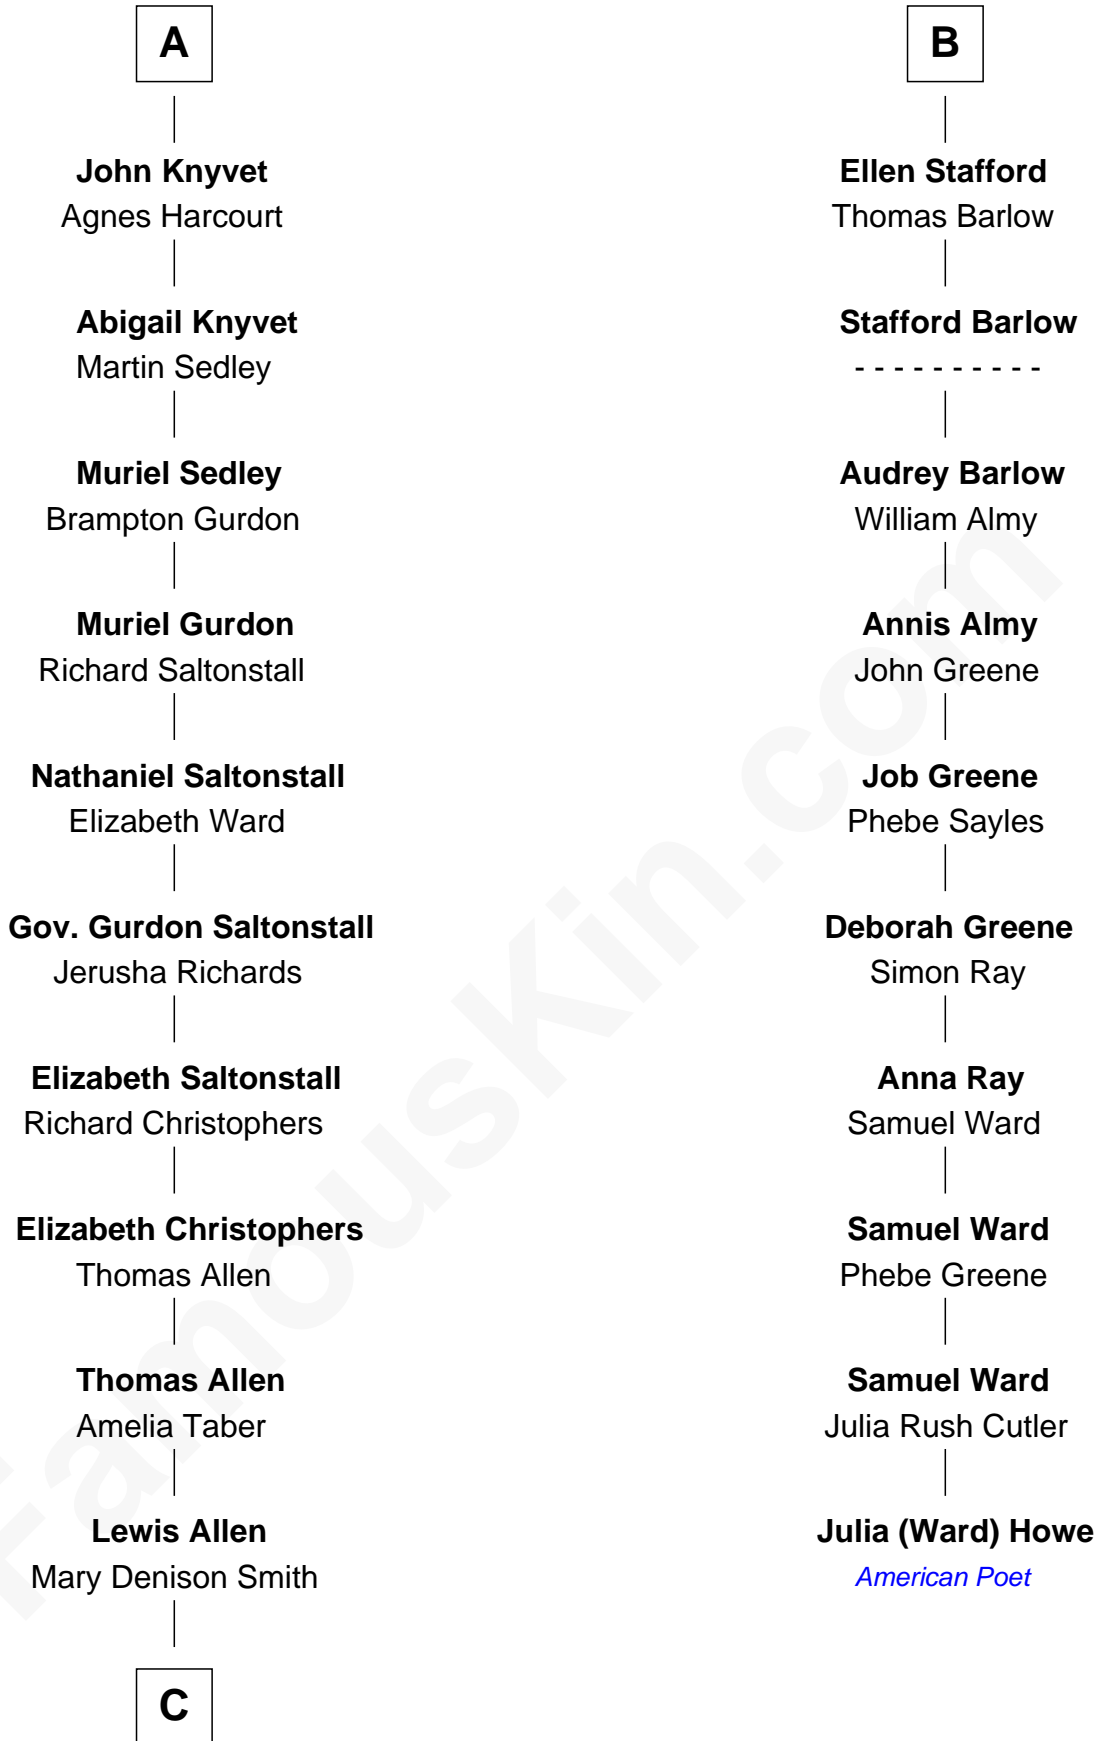 A
John Knyvet
Agnes Harcourt
Abigail Knyvet
Martin Sedley
Muriel Sedley
Brampton Gurdon
Muriel Gurdon
Richard Saltonstall
Nathaniel Saltonstall
Elizabeth Ward
Gov. Gurdon Saltonstall
Jerusha Richards
Elizabeth Saltonstall
Richard Christophers
Elizabeth Christophers
Thomas Allen
Thomas Allen
Amelia Taber
Lewis Allen
Mary Denison Smith
C
B
Ellen Stafford
Thomas Barlow
Stafford Barlow
- - - - - - - - - -
Audrey Barlow
William Almy
Annis Almy
John Greene
Job Greene
Phebe Sayles
Deborah Greene
Simon Ray
Anna Ray
Samuel Ward
Samuel Ward
Phebe Greene
Samuel Ward
Julia Rush Cutler
Julia (Ward) Howe
American Poet
FamousKin.com